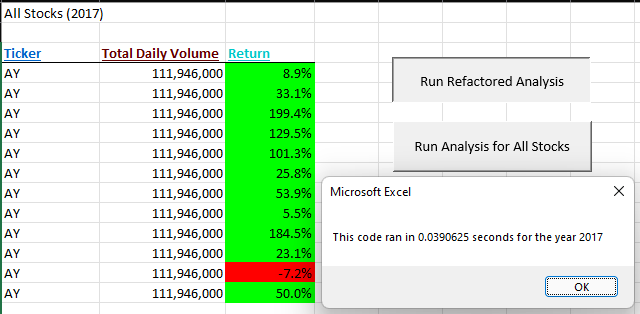 All Stocks (2017)
Ticker Total Daily Volume Return
AY 111,946,000 8.9%
AY 111,946,000 33.1%
AY 111,946,000 199.4%
AY 111,946,000 129.5%
AY 111,946,000 101.3%
AY 111,946,000 25.8%
AY 111,946,000 53.9%
AY 111,946,000 5.5%
AY 111,946,000 184.5%
AY 111,946,000 23.1%
AY 111,946,000 -7.2%
AY 111,946,000 50.0%
Run Refactored Analysis
Run Analysis for All Stocks
Microsoft Excel
This code ran in 0.0390625 seconds for the year 2017
OK